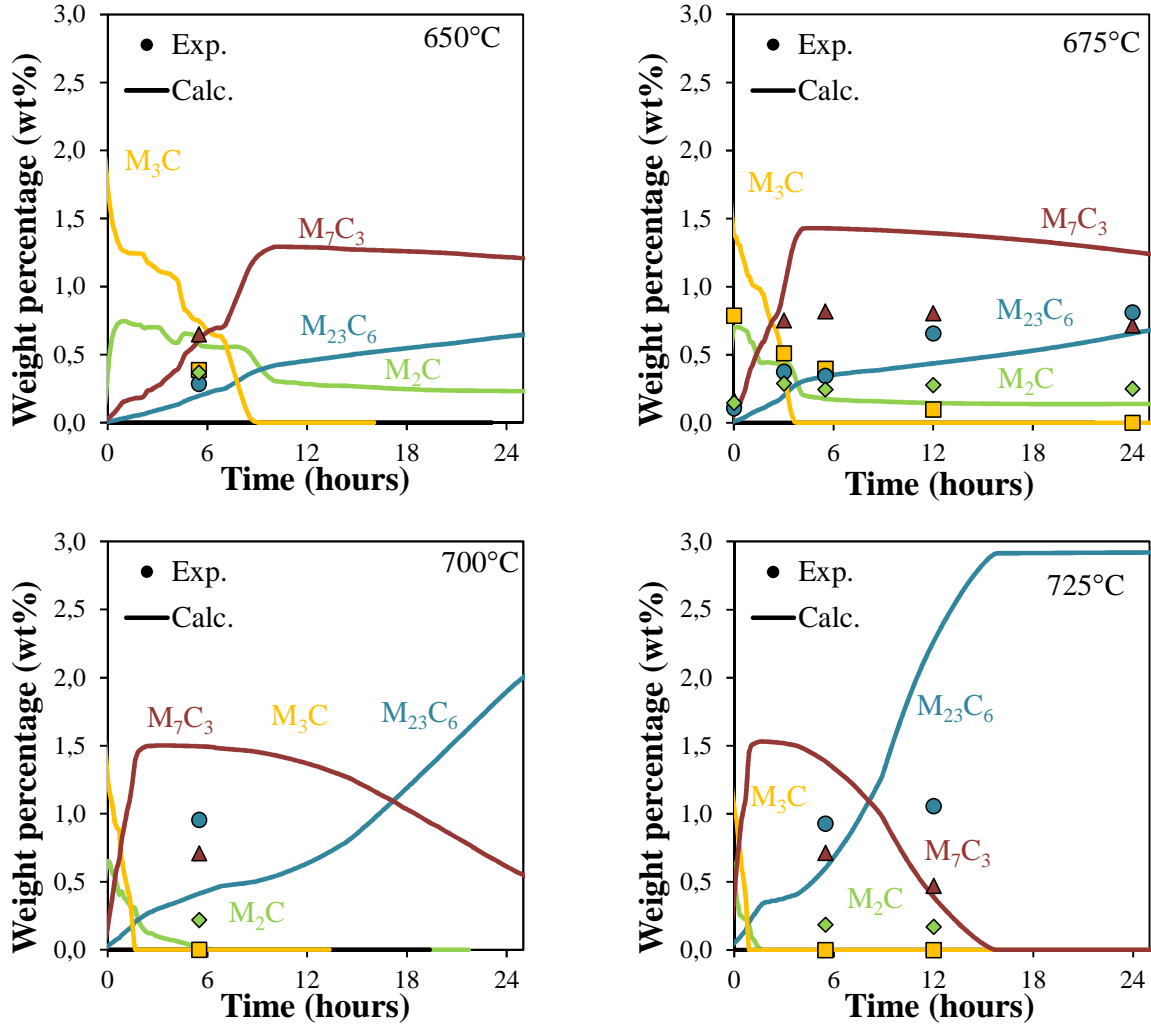 3,0
650°C
Exp.
2,5
Calc.
2,0
M₃C
1,5
M₇C₃
1,0
M₂₃C₆
0,5
M₂C
0,0
0 6 12 18 24
Time (hours)
Weight percentage (wt%)
3,0
675°C
Exp.
2,5
Calc.
2,0
M₃C
1,5
M₇C₃
1,0
M₂₃C₆
0,5
M₂C
0,0
0 6 12 18 24
Time (hours)
Weight percentage (wt%)
3,0
700°C
Exp.
2,5
Calc.
2,0
M₇C₃ M₃C M₂₃C₆
1,5
1,0
0,5
M₂C
0,0
0 6 12 18 24
Time (hours)
Weight percentage (wt%)
3,0
725°C
Exp.
2,5
Calc.
2,0
M₂₃C₆
1,5
M₃C
1,0
M₇C₃
0,5
M₂C
0,0
0 6 12 18 24
Time (hours)
Weight percentage (wt%)